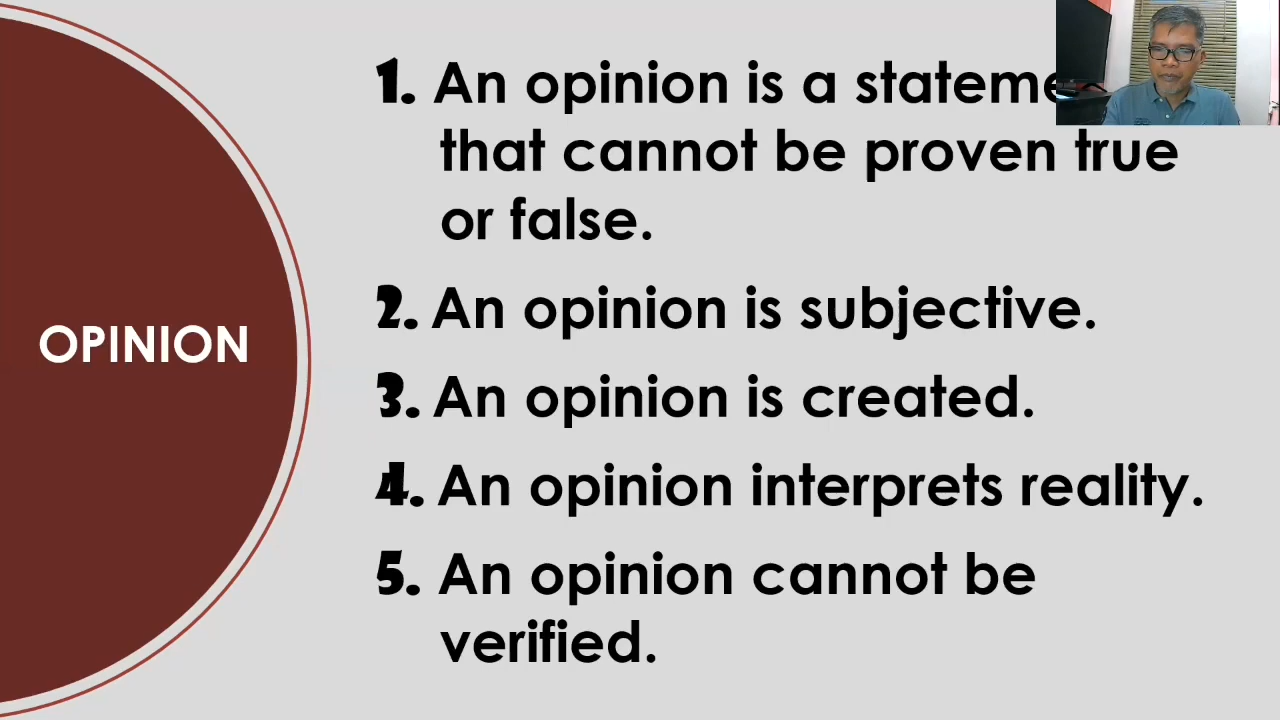 OPINION
1. An opinion is a stateme
that cannot be proven true
or false.
2. An opinion is subjective.
3. An opinion is created.
4. An opinion interprets reality.
5. An opinion cannot be
verified.